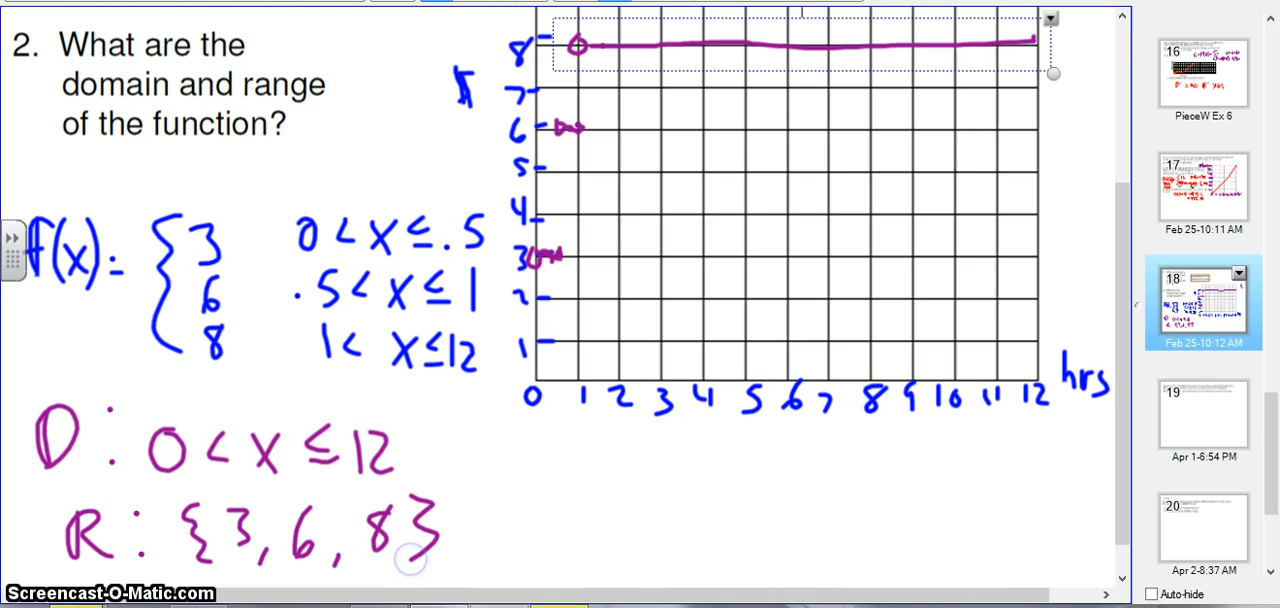 2. What are the
domain and range
of the function?
f(x) = { 3 0 < x ≤ .5
6 .5 < x ≤ 1
8 1 < x ≤ 12
D: 0 < x ≤ 12
R: {3, 6, 8}
$
8
7
6
5
4
3
2
1
0 1 2 3 4 5 6 7 8 9 10 11 12
hrs
16
PieceW Ex 6
17
Feb 25-10:11 AM
18
Feb 25-10:12 AM
19
Apr 1-6:54 PM
20
Apr 2-8:37 AM
Auto-hide
Screencast-O-Matic.com